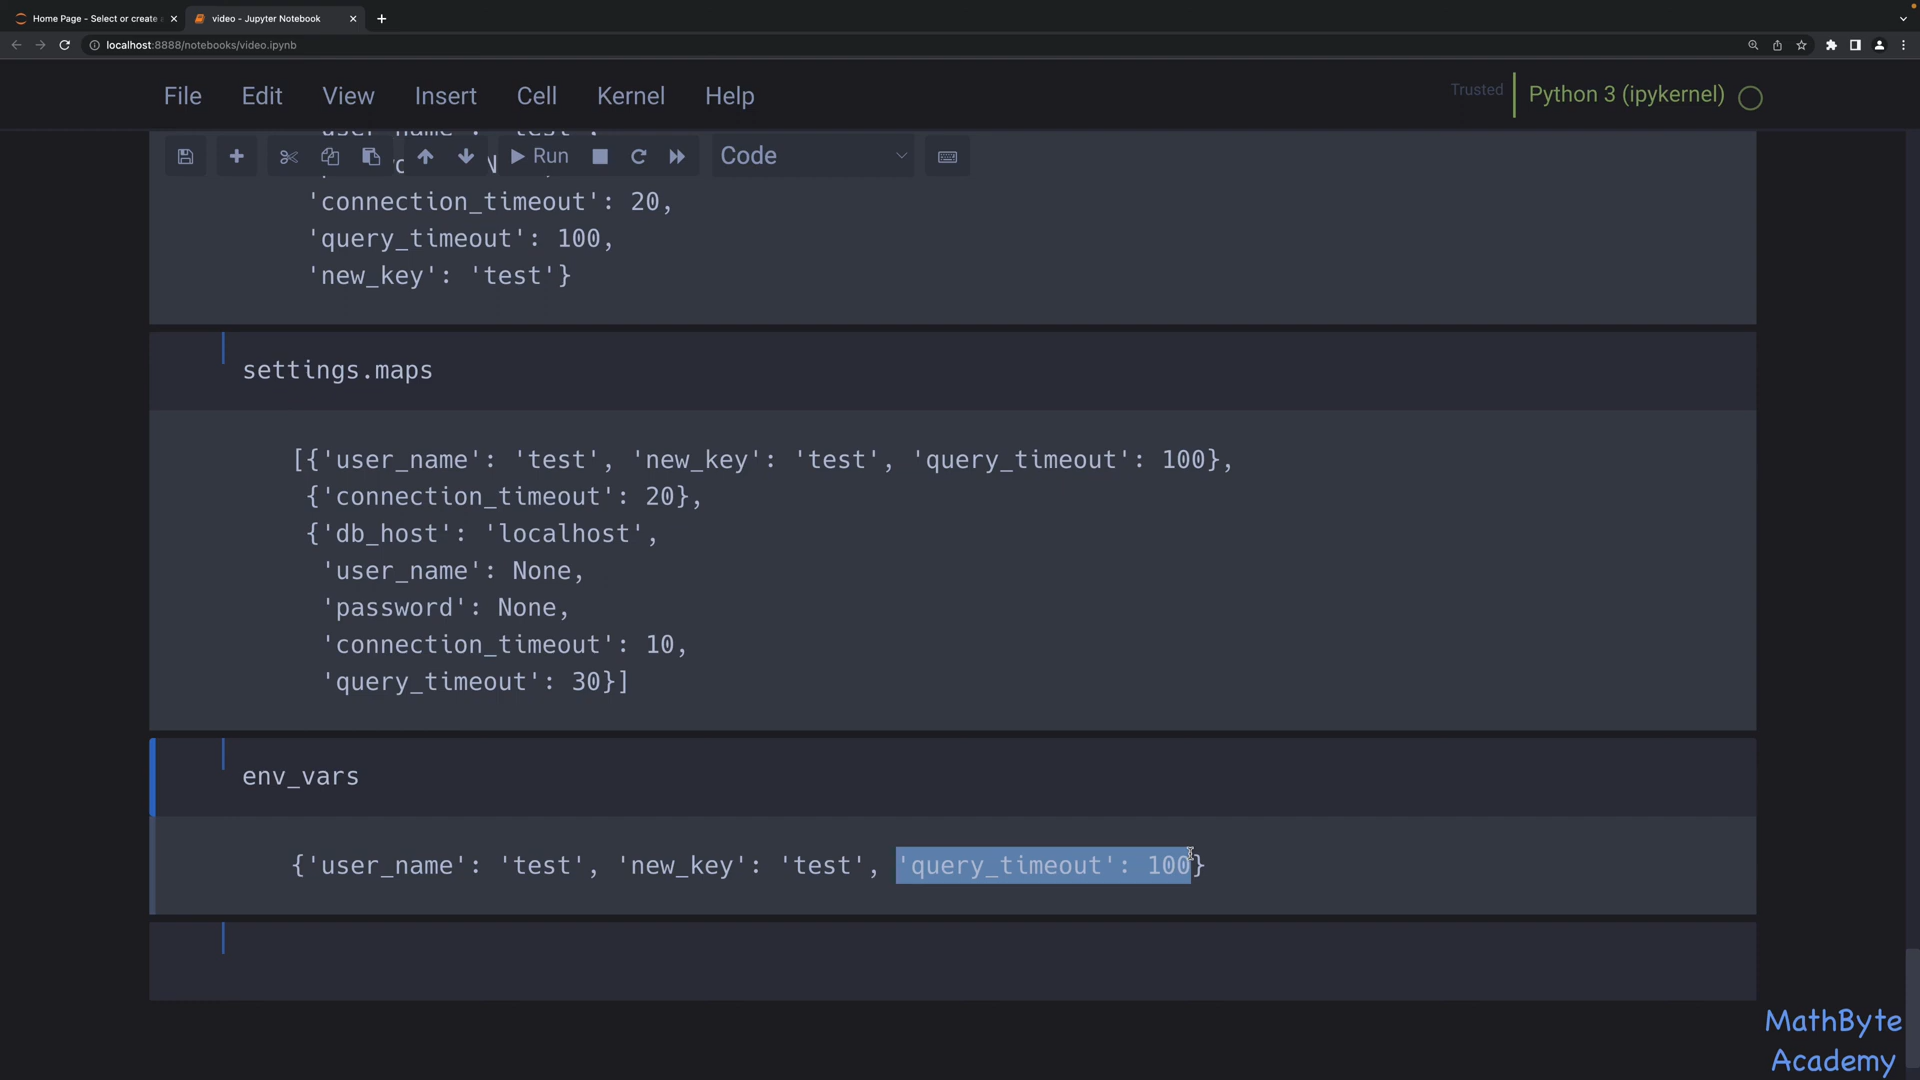 Home Page - Select or create
video - Jupyter Notebook
localhost:8888/notebooks/video.ipynb
File Edit View Insert Cell Kernel Help
Trusted
Python 3 (ipykernel)
'user_name': 'test',
Run
Code
'connection_timeout': 20,
'query_timeout': 100,
'new_key': 'test'}
settings.maps
[{'user_name': 'test', 'new_key': 'test', 'query_timeout': 100},
{'connection_timeout': 20},
{'db_host': 'localhost',
'user_name': None,
'password': None,
'connection_timeout': 10,
'query_timeout': 30}]
env_vars
{'user_name': 'test', 'new_key': 'test', 'query_timeout': 100}
MathByte
Academy